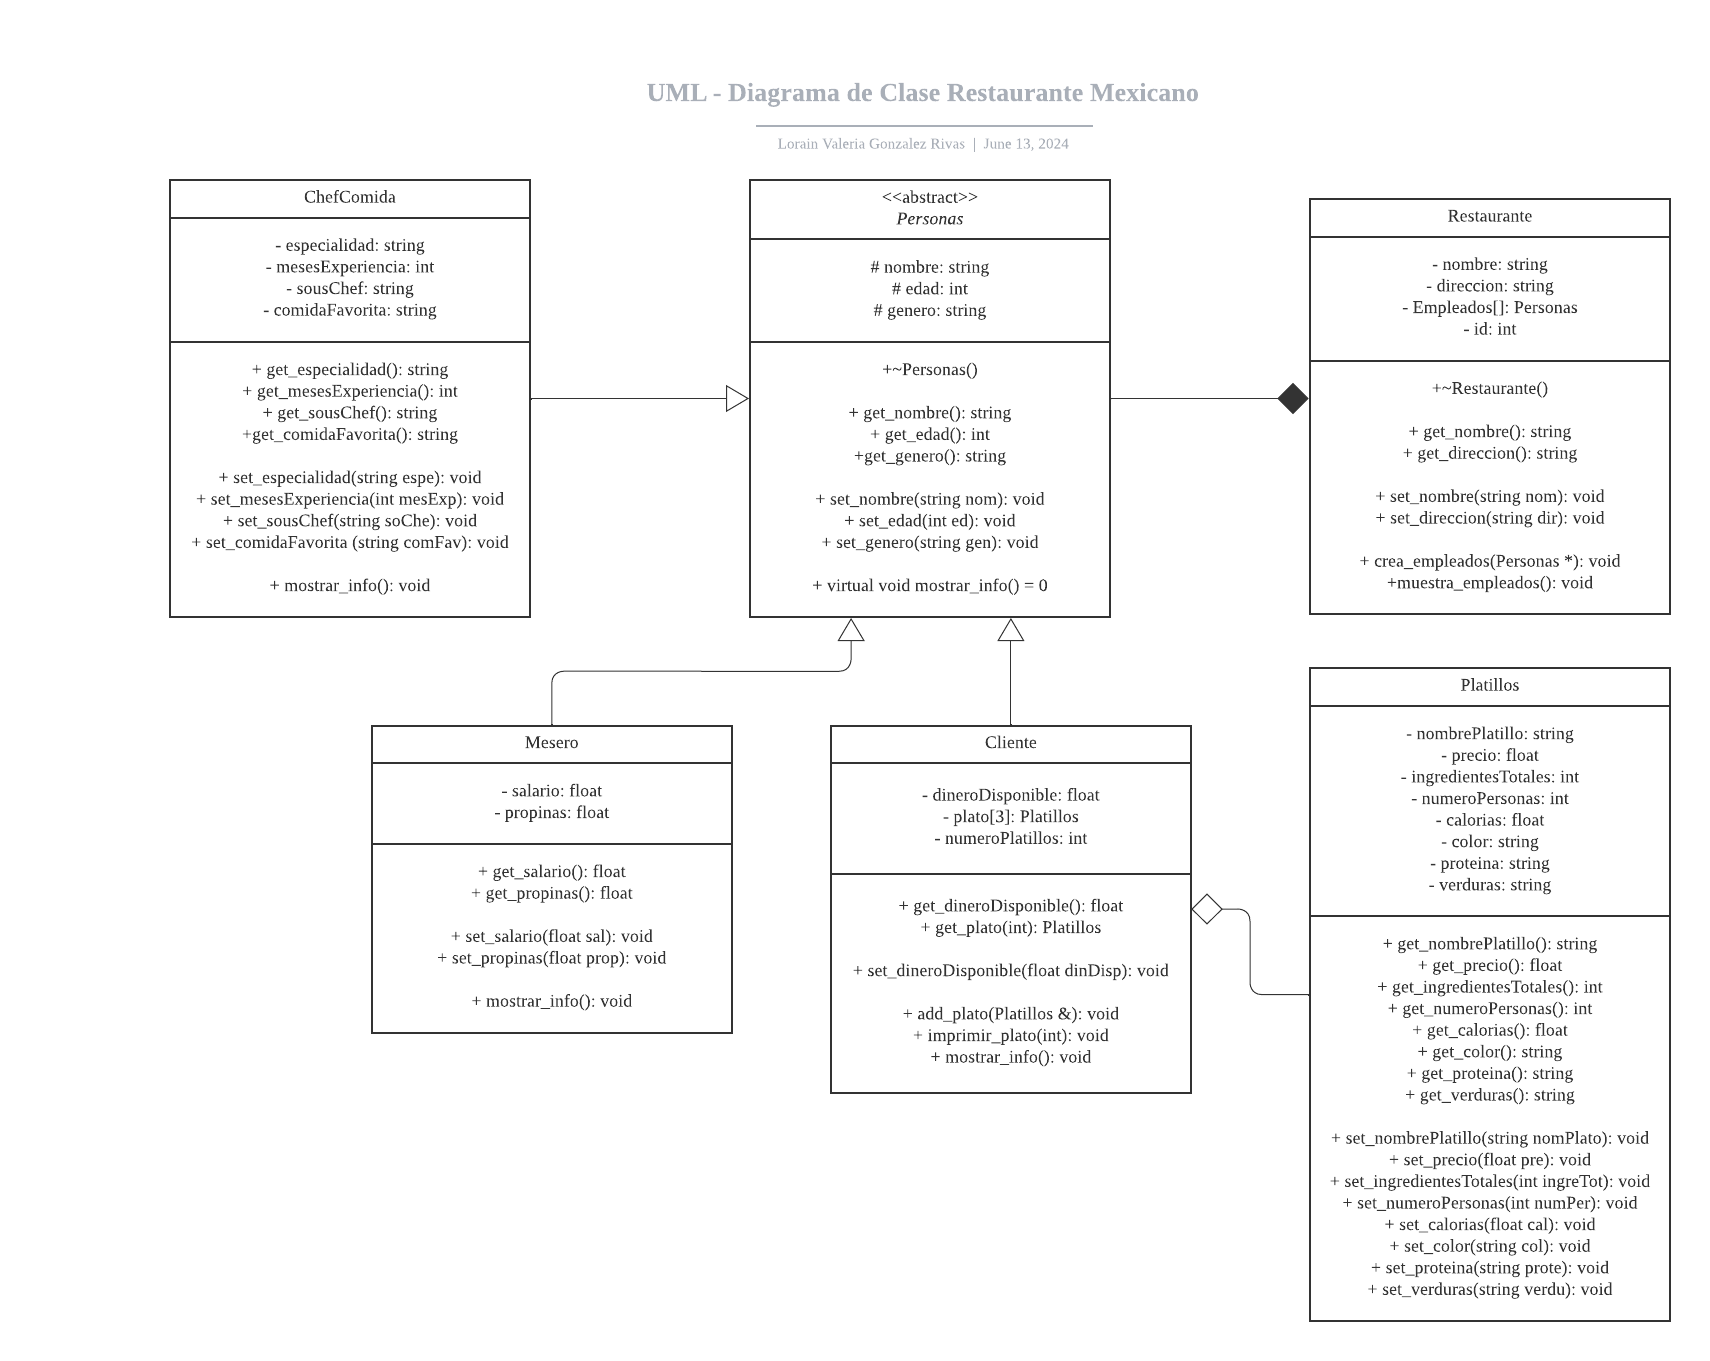 UML - Diagrama de Clase Restaurante Mexicano
Lorain Valeria Gonzalez Rivas | June 13, 2024
ChefComida
- especialidad: string
- mesesExperiencia: int
- sousChef: string
- comidaFavorita: string
+ get_especialidad(): string
+ get_mesesExperiencia(): int
+ get_sousChef(): string
+get_comidaFavorita(): string
+ set_especialidad(string espe): void
+ set_mesesExperiencia(int mesExp): void
+ set_sousChef(string soChe): void
+ set_comidaFavorita (string comFav): void
+ mostrar_info(): void
<<abstract>>
Personas
# nombre: string
# edad: int
# genero: string
+~Personas()
+ get_nombre(): string
+ get_edad(): int
+get_genero(): string
+ set_nombre(string nom): void
+ set_edad(int ed): void
+ set_genero(string gen): void
+ virtual void mostrar_info() = 0
Restaurante
- nombre: string
- direccion: string
- Empleados[]: Personas
- id: int
+~Restaurante()
+ get_nombre(): string
+ get_direccion(): string
+ set_nombre(string nom): void
+ set_direccion(string dir): void
+ crea_empleados(Personas *): void
+muestra_empleados(): void
Mesero
- salario: float
- propinas: float
+ get_salario(): float
+ get_propinas(): float
+ set_salario(float sal): void
+ set_propinas(float prop): void
+ mostrar_info(): void
Cliente
- dineroDisponible: float
- plato[3]: Platillos
- numeroPlatillos: int
+ get_dineroDisponible(): float
+ get_plato(int): Platillos
+ set_dineroDisponible(float dinDisp): void
+ add_plato(Platillos &): void
+ imprimir_plato(int): void
+ mostrar_info(): void
Platillos
- nombrePlatillo: string
- precio: float
- ingredientesTotales: int
- numeroPersonas: int
- calorias: float
- color: string
- proteina: string
- verduras: string
+ get_nombrePlatillo(): string
+ get_precio(): float
+ get_ingredientesTotales(): int
+ get_numeroPersonas(): int
+ get_calorias(): float
+ get_color(): string
+ get_proteina(): string
+ get_verduras(): string
+ set_nombrePlatillo(string nomPlato): void
+ set_precio(float pre): void
+ set_ingredientesTotales(int ingreTot): void
+ set_numeroPersonas(int numPer): void
+ set_calorias(float cal): void
+ set_color(string col): void
+ set_proteina(string prote): void
+ set_verduras(string verdu): void